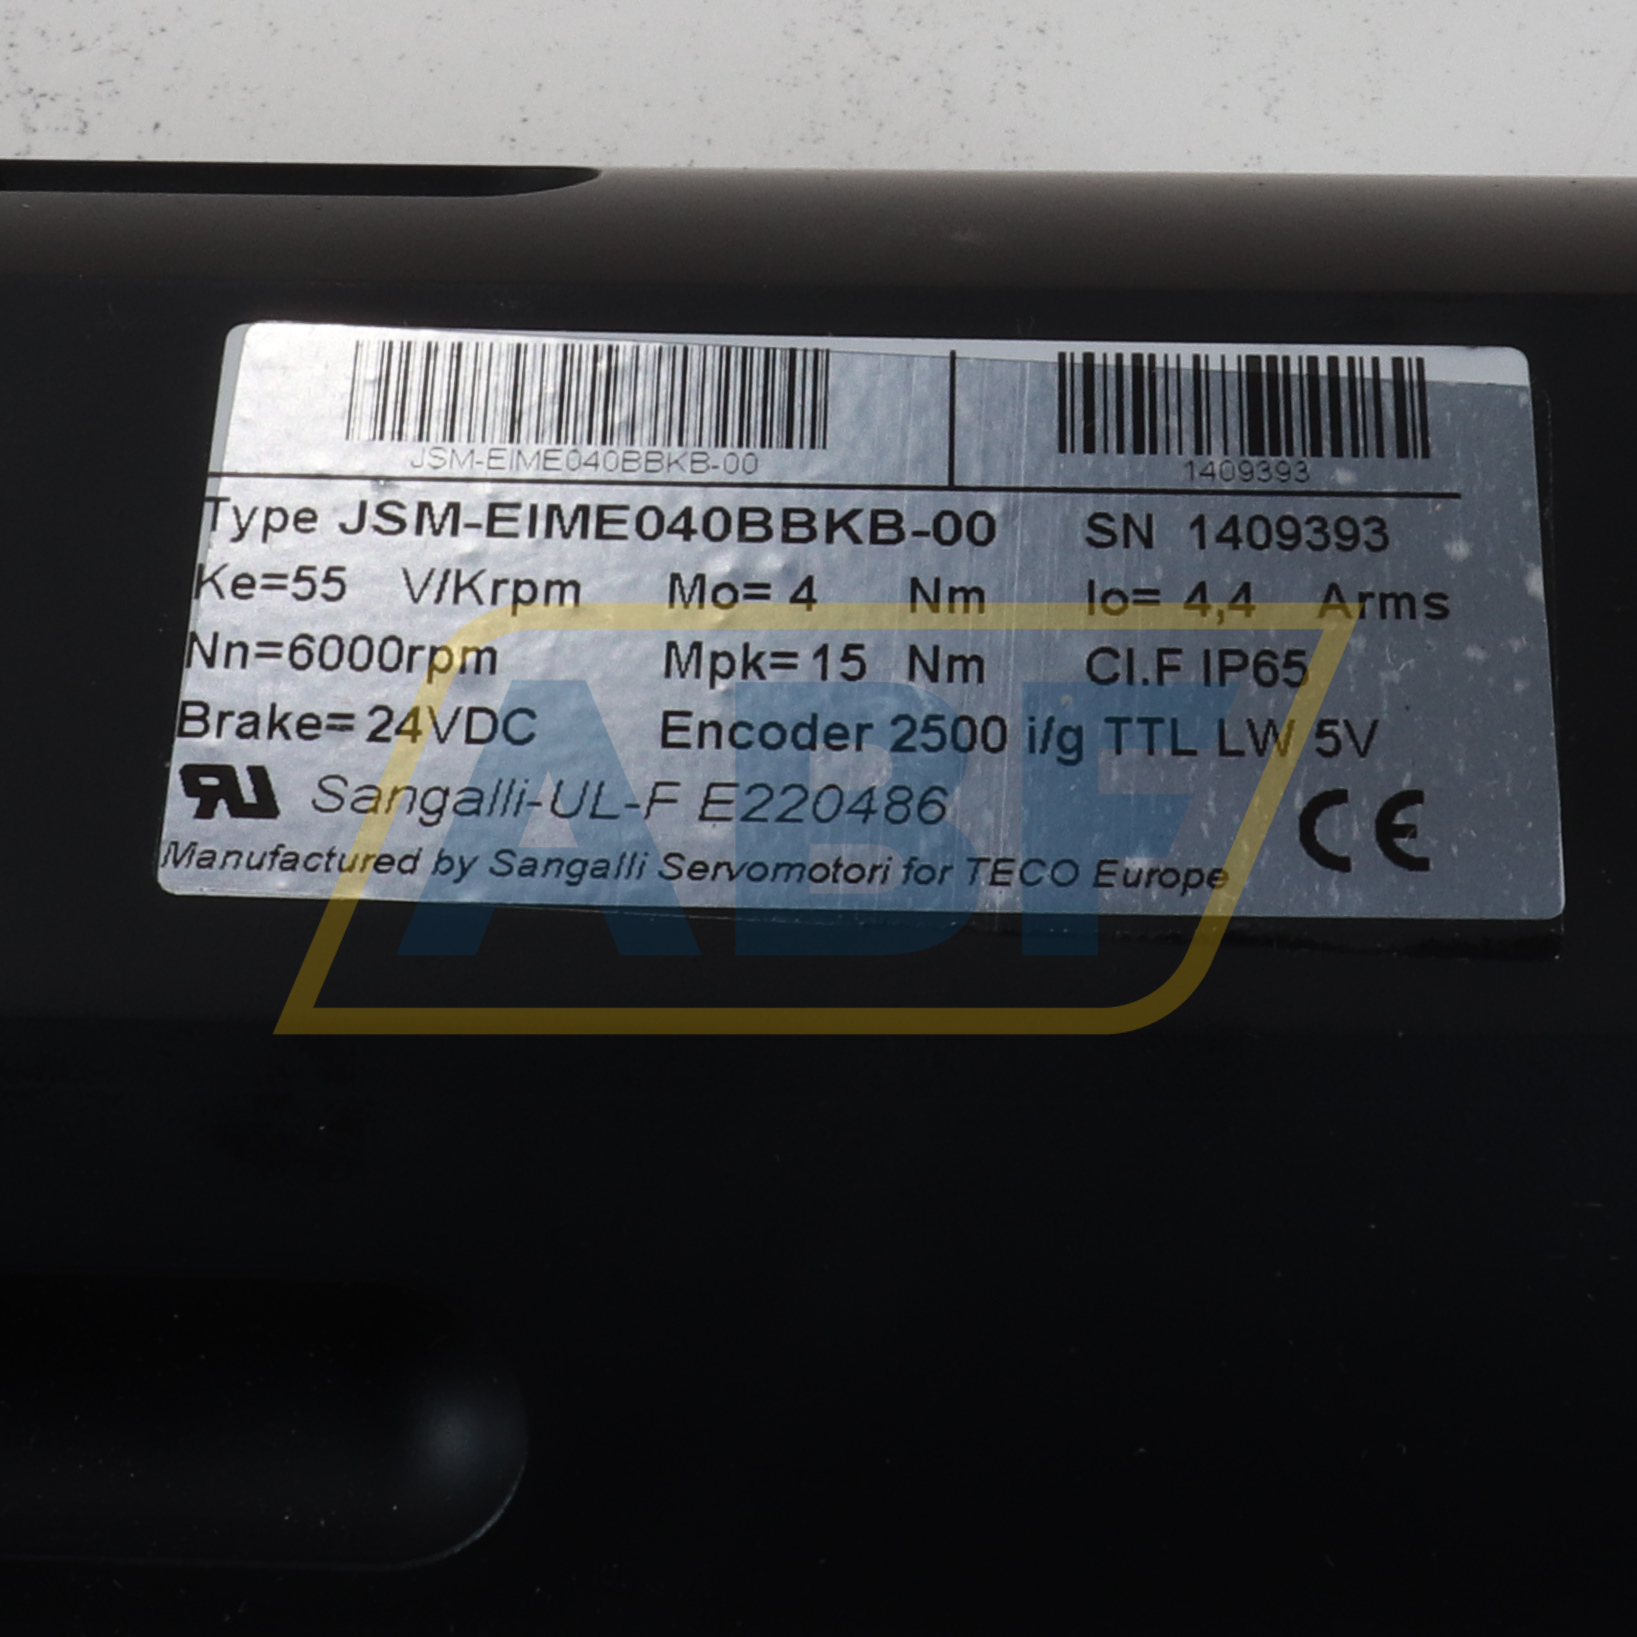 JSM-EIME040BBKB-00 1409393
Type JSM-EIME040BBKB-00 SN 1409393
Ke=55 V/Krpm Mo= 4 Nm Io= 4,4 Arms
Nn=6000rpm Mpk=15 Nm Cl.F IP65
Brake= 24VDC Encoder 2500 i/g TTL LW 5V
RU Sangalli-UL-F E220486 CE
Manufactured by Sangalli Servomotori for TECO Europe
ABF